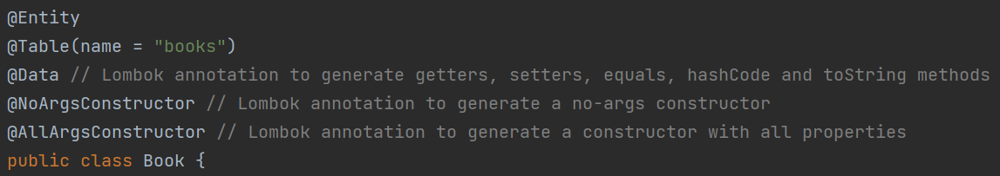 @Entity
@Table(name = "books")
@Data // Lombok annotation to generate getters, setters, equals, hashCode and toString methods
@NoArgsConstructor // Lombok annotation to generate a no-args constructor
@AllArgsConstructor // Lombok annotation to generate a constructor with all properties
public class Book {